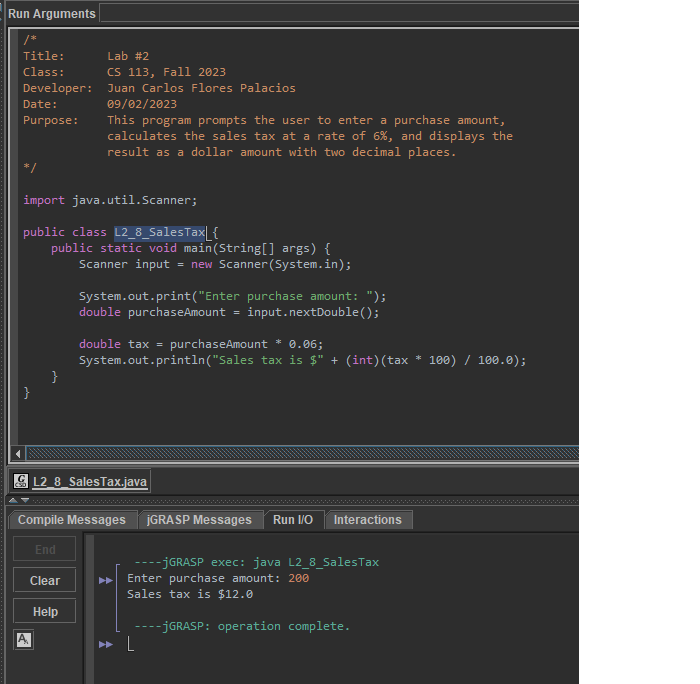 Run Arguments
/*
Title:      Lab #2
Class:      CS 113, Fall 2023
Developer:  Juan Carlos Flores Palacios
Date:       09/02/2023
Purpose:    This program prompts the user to enter a purchase amount,
            calculates the sales tax at a rate of 6%, and displays the
            result as a dollar amount with two decimal places.
*/
import java.util.Scanner;
public class L2_8_SalesTax {
    public static void main(String[] args) {
        Scanner input = new Scanner(System.in);
        System.out.print("Enter purchase amount: ");
        double purchaseAmount = input.nextDouble();
        double tax = purchaseAmount * 0.06;
        System.out.println("Sales tax is $" + (int)(tax * 100) / 100.0);
    }
}
L2_8_SalesTax.java
Compile Messages jGRASP Messages Run I/O Interactions
End
Clear
Help
----jGRASP exec: java L2_8_SalesTax
Enter purchase amount: 200
Sales tax is $12.0
----jGRASP: operation complete.